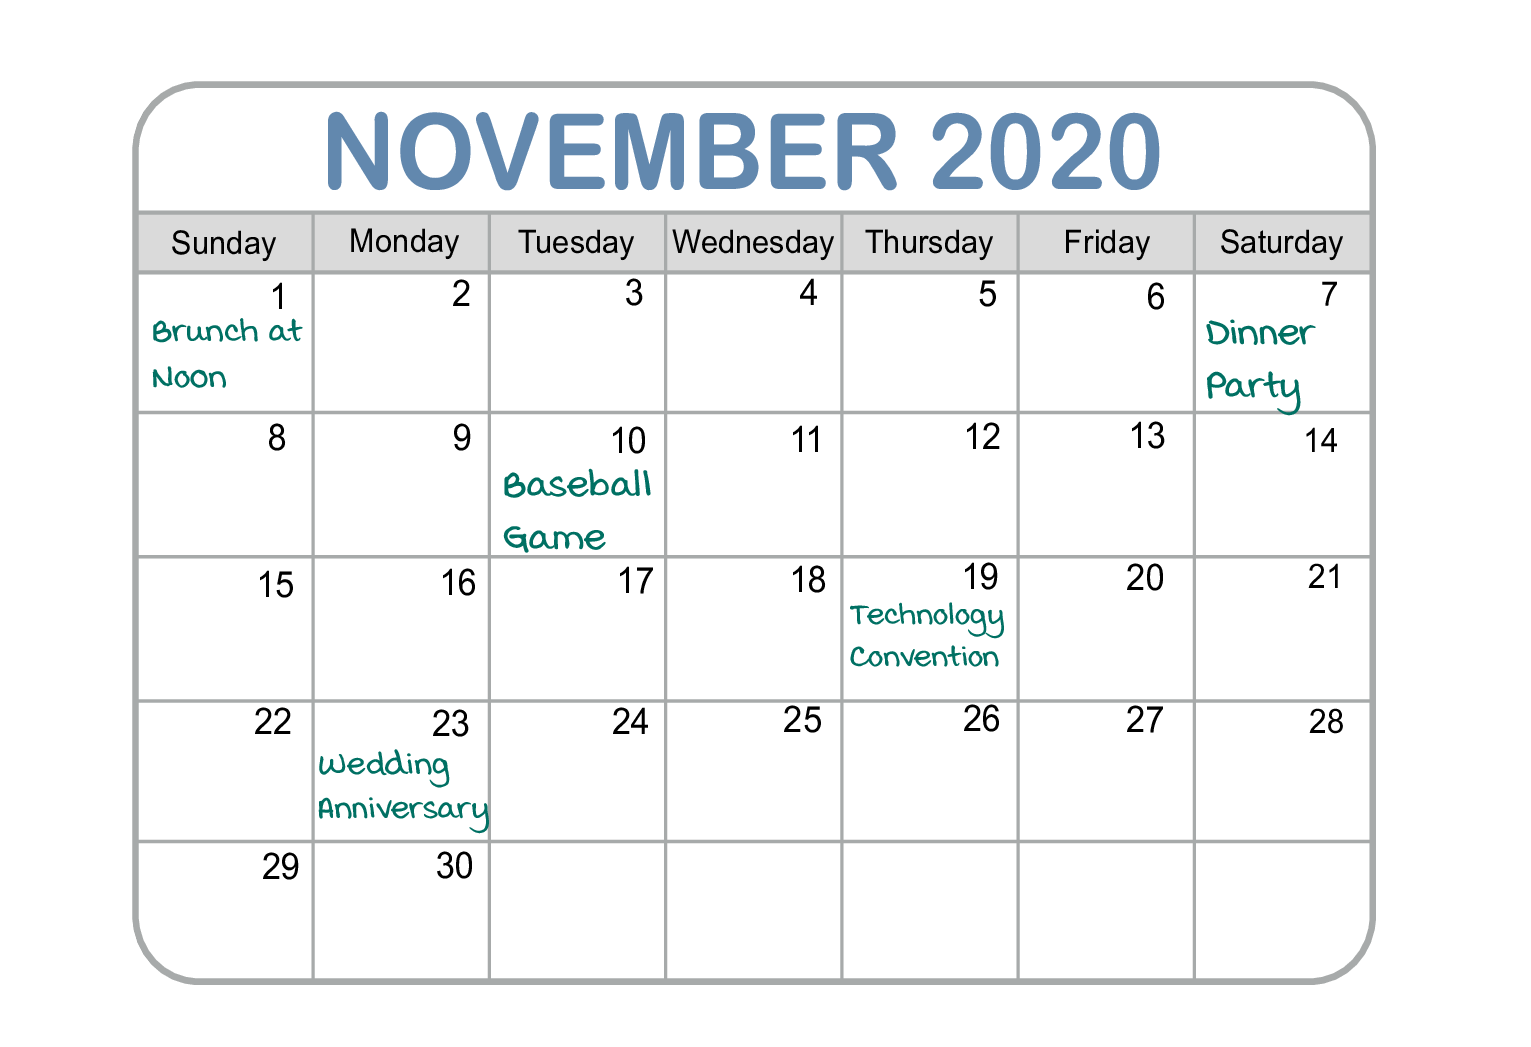 NOVEMBER 2020
Sunday Monday Tuesday Wednesday Thursday Friday Saturday
1 2 3 4 5 6 7
Brunch at
Noon
Dinner
Party
8 9 10 11 12 13 14
Baseball
Game
15 16 17 18 19 20 21
Technology
Convention
22 23 24 25 26 27 28
Wedding
Anniversary
29 30